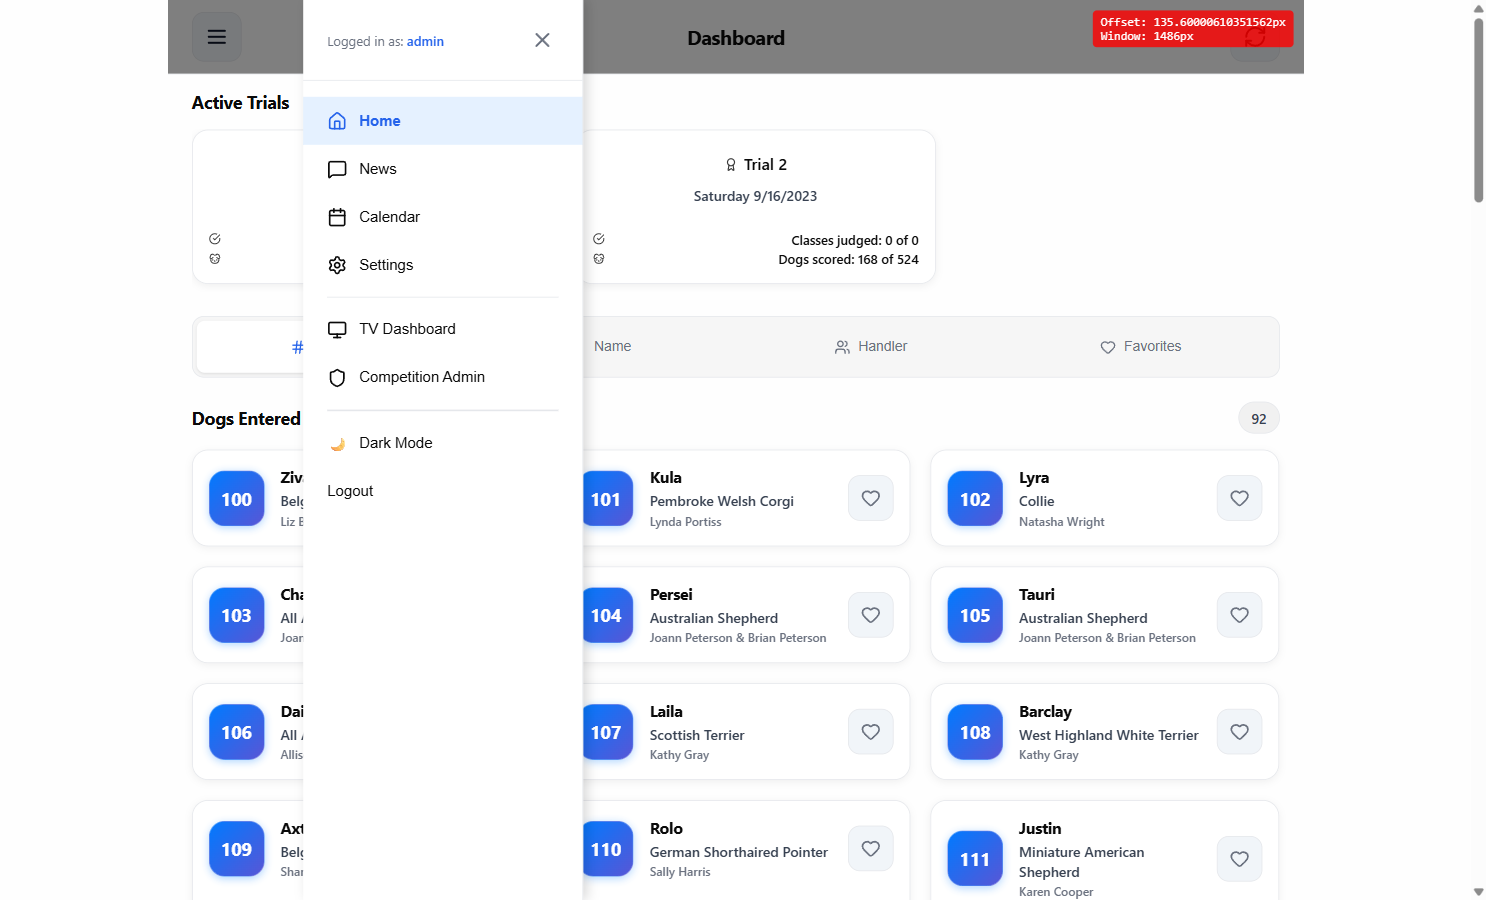 Logged in as: admin
Dashboard
Offset: 135.60000610351562px
Window: 1486px
Active Trials
Home
News
Calendar
Settings
TV Dashboard
Competition Admin
Dark Mode
Logout
Trial 2
Saturday 9/16/2023
Classes judged: 0 of 0
Dogs scored: 168 of 524
#
Name
Handler
Favorites
Dogs Entered
92
100
Ziv
Liz
101
Kula
Pembroke Welsh Corgi
Lynda Portiss
102
Lyra
Collie
Natasha Wright
103
Cha
All
Joan
104
Persei
Australian Shepherd
Joann Peterson & Brian Peterson
105
Tauri
Australian Shepherd
Joann Peterson & Brian Peterson
106
Dai
All
Allis
107
Laila
Scottish Terrier
Kathy Gray
108
Barclay
West Highland White Terrier
Kathy Gray
109
Axt
Belg
Shar
110
Rolo
German Shorthaired Pointer
Sally Harris
111
Justin
Miniature American
Shepherd
Karen Cooper